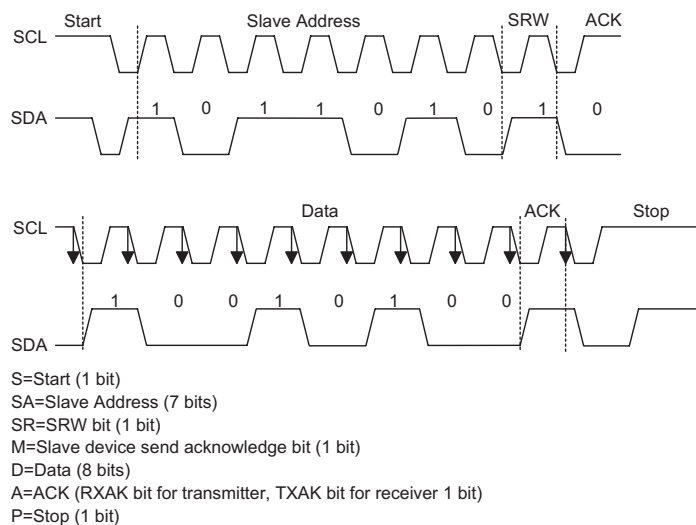 Start Slave Address SRW ACK
SCL
SDA 1 0 1 1 0 1 0 1 0
Data ACK Stop
SCL
1 0 0 1 0 1 0 0
SDA
S=Start (1 bit)
SA=Slave Address (7 bits)
SR=SRW bit (1 bit)
M=Slave device send acknowledge bit (1 bit)
D=Data (8 bits)
A=ACK (RXAK bit for transmitter, TXAK bit for receiver 1 bit)
P=Stop (1 bit)